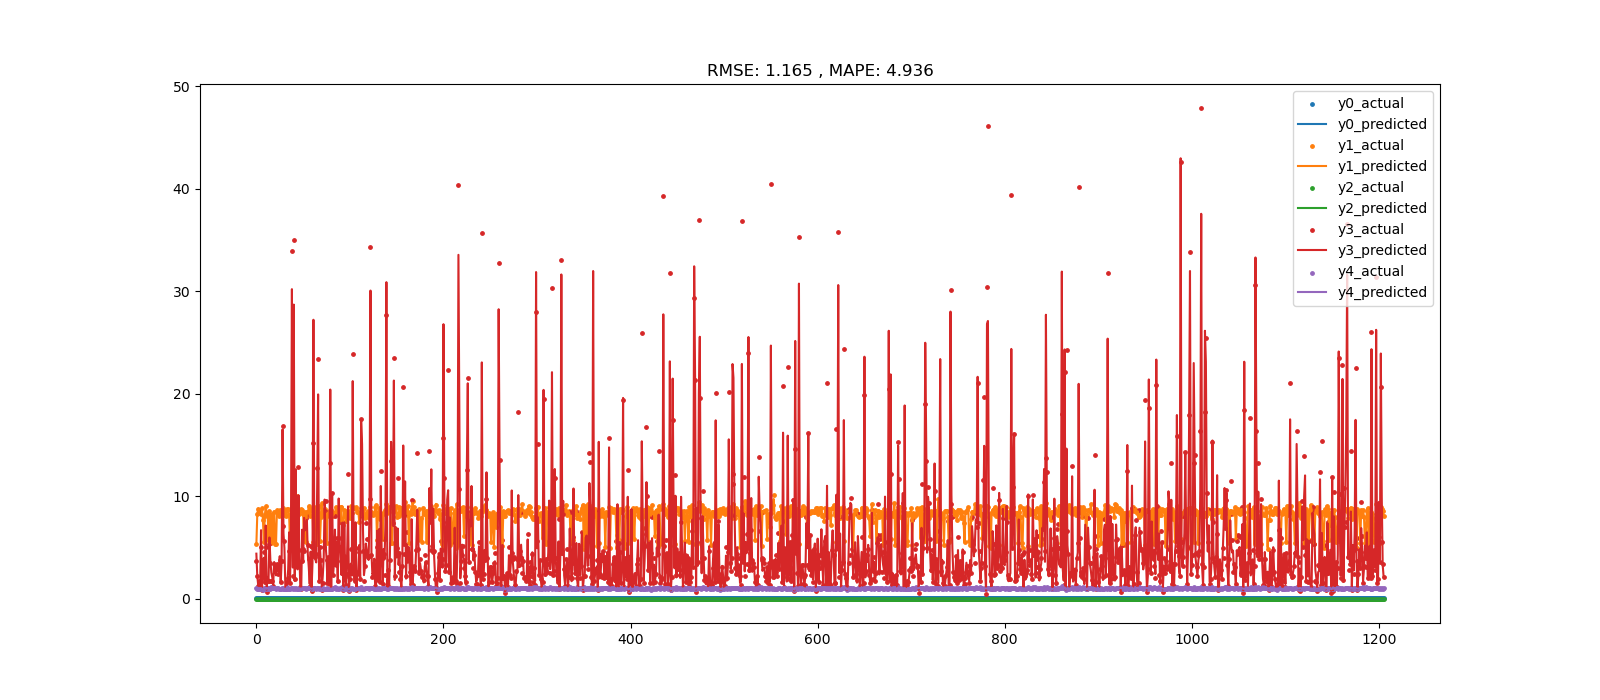 RMSE: 1.165 , MAPE: 4.936
50
40
30
20
10
0
0 200 400 600 800 1000 1200
y0_actual
y0_predicted
y1_actual
y1_predicted
y2_actual
y2_predicted
y3_actual
y3_predicted
y4_actual
y4_predicted